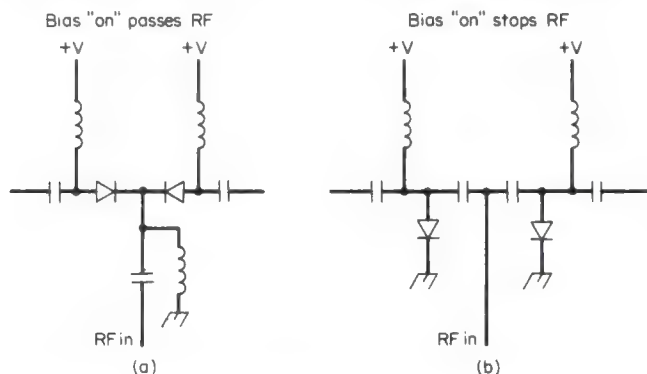 Bias "on" passes RF
+V
+V
RF in
(a)
Bias "on" stops RF
+V
+V
RF in
(b)